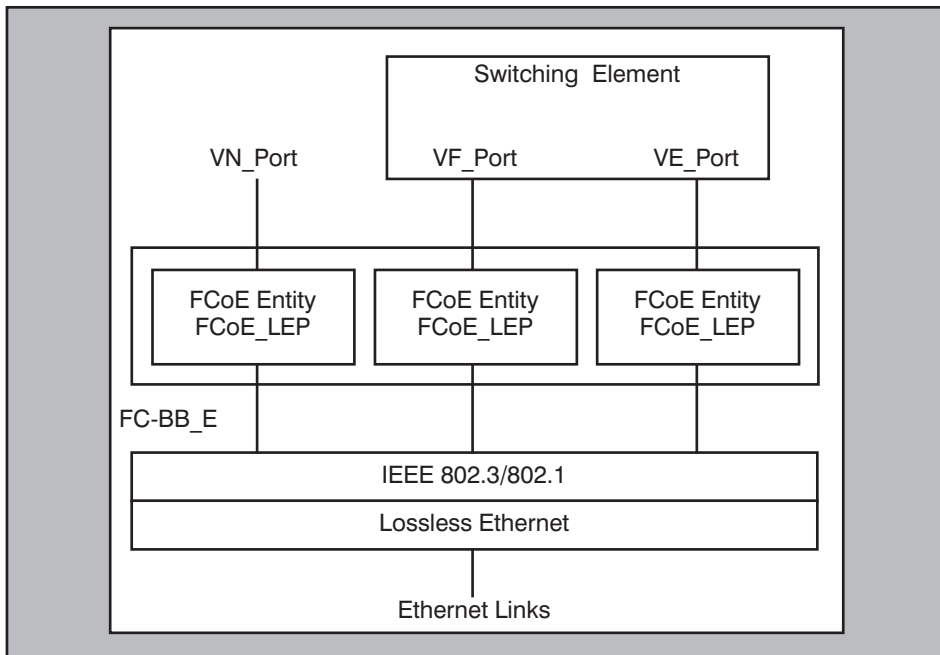 Switching Element
VN_Port
VF_Port
VE_Port
FCoE Entity
FCoE_LEP
FCoE Entity
FCoE_LEP
FCoE Entity
FCoE_LEP
FC-BB_E
IEEE 802.3/802.1
Lossless Ethernet
Ethernet Links